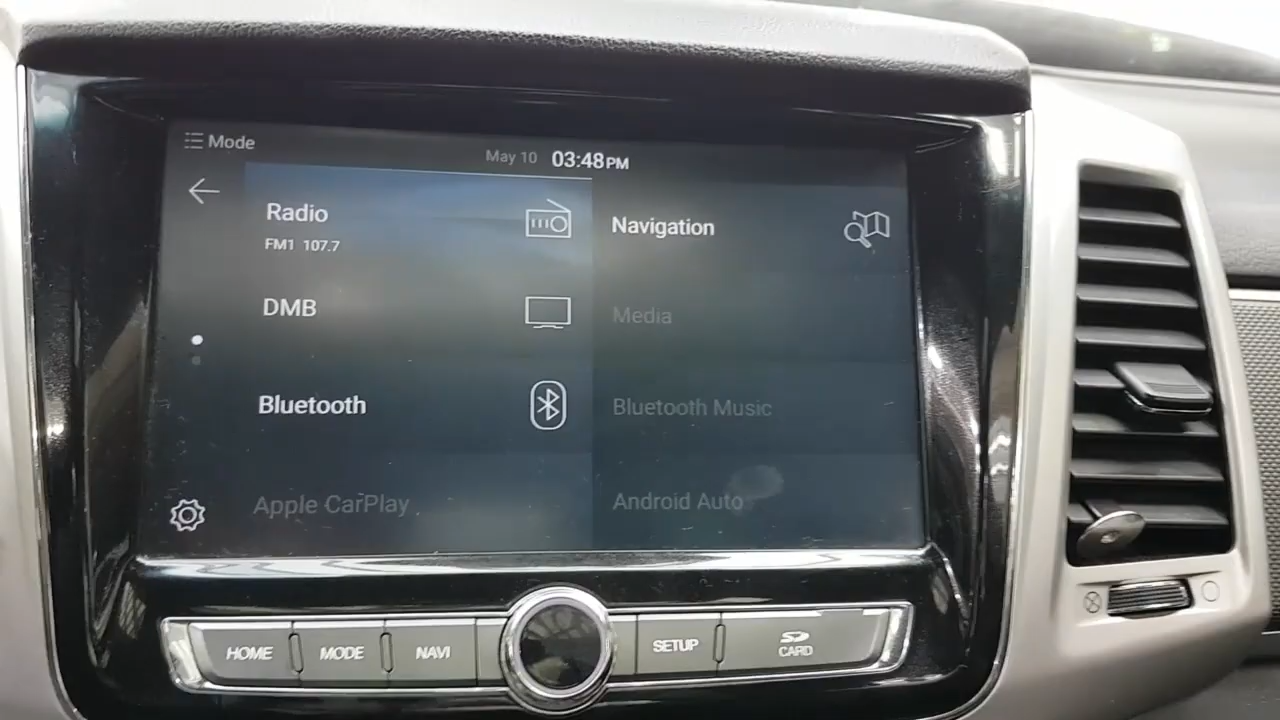 Mode
May 10 03:48PM
Radio
FM1 107.7
Navigation
DMB
Media
Bluetooth
Bluetooth Music
Apple CarPlay
Android Auto
HOME
MODE
NAVI
SETUP
SD
CARD